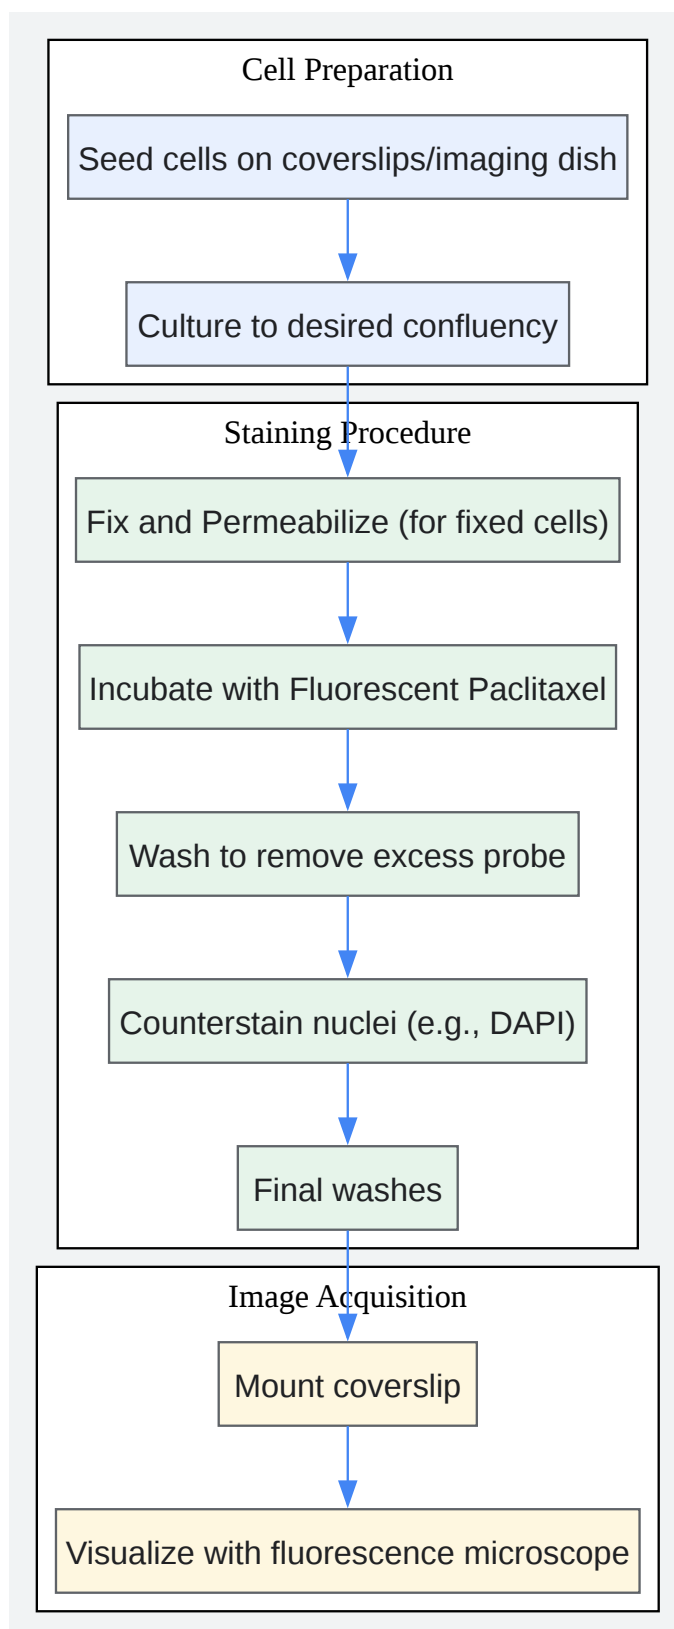 Cell Preparation
Seed cells on coverslips/imaging dish
Culture to desired confluency
Staining Procedure
Fix and Permeabilize (for fixed cells)
Incubate with Fluorescent Paclitaxel
Wash to remove excess probe
Counterstain nuclei (e.g., DAPI)
Final washes
Image Acquisition
Mount coverslip
Visualize with fluorescence microscope